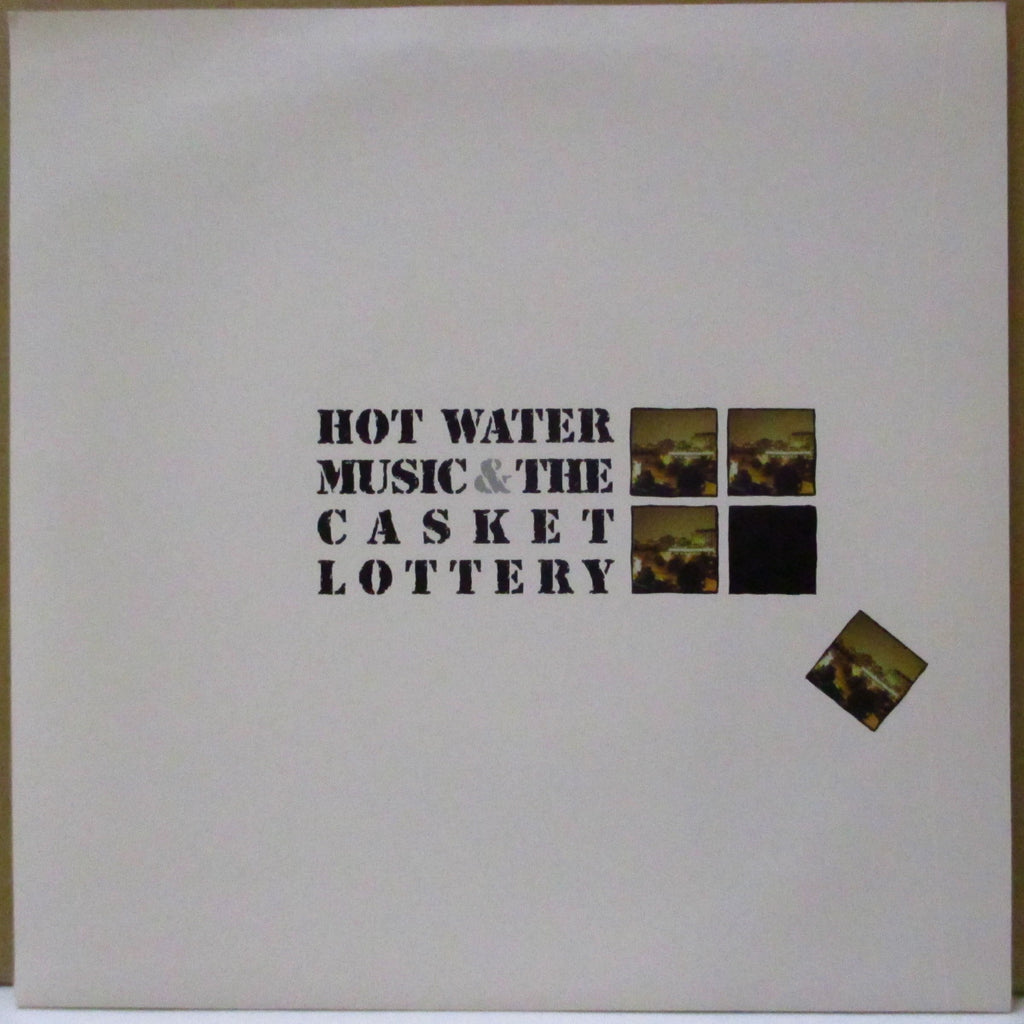 HOT WATER
MUSIC & THE
CASKET
LOTTERY